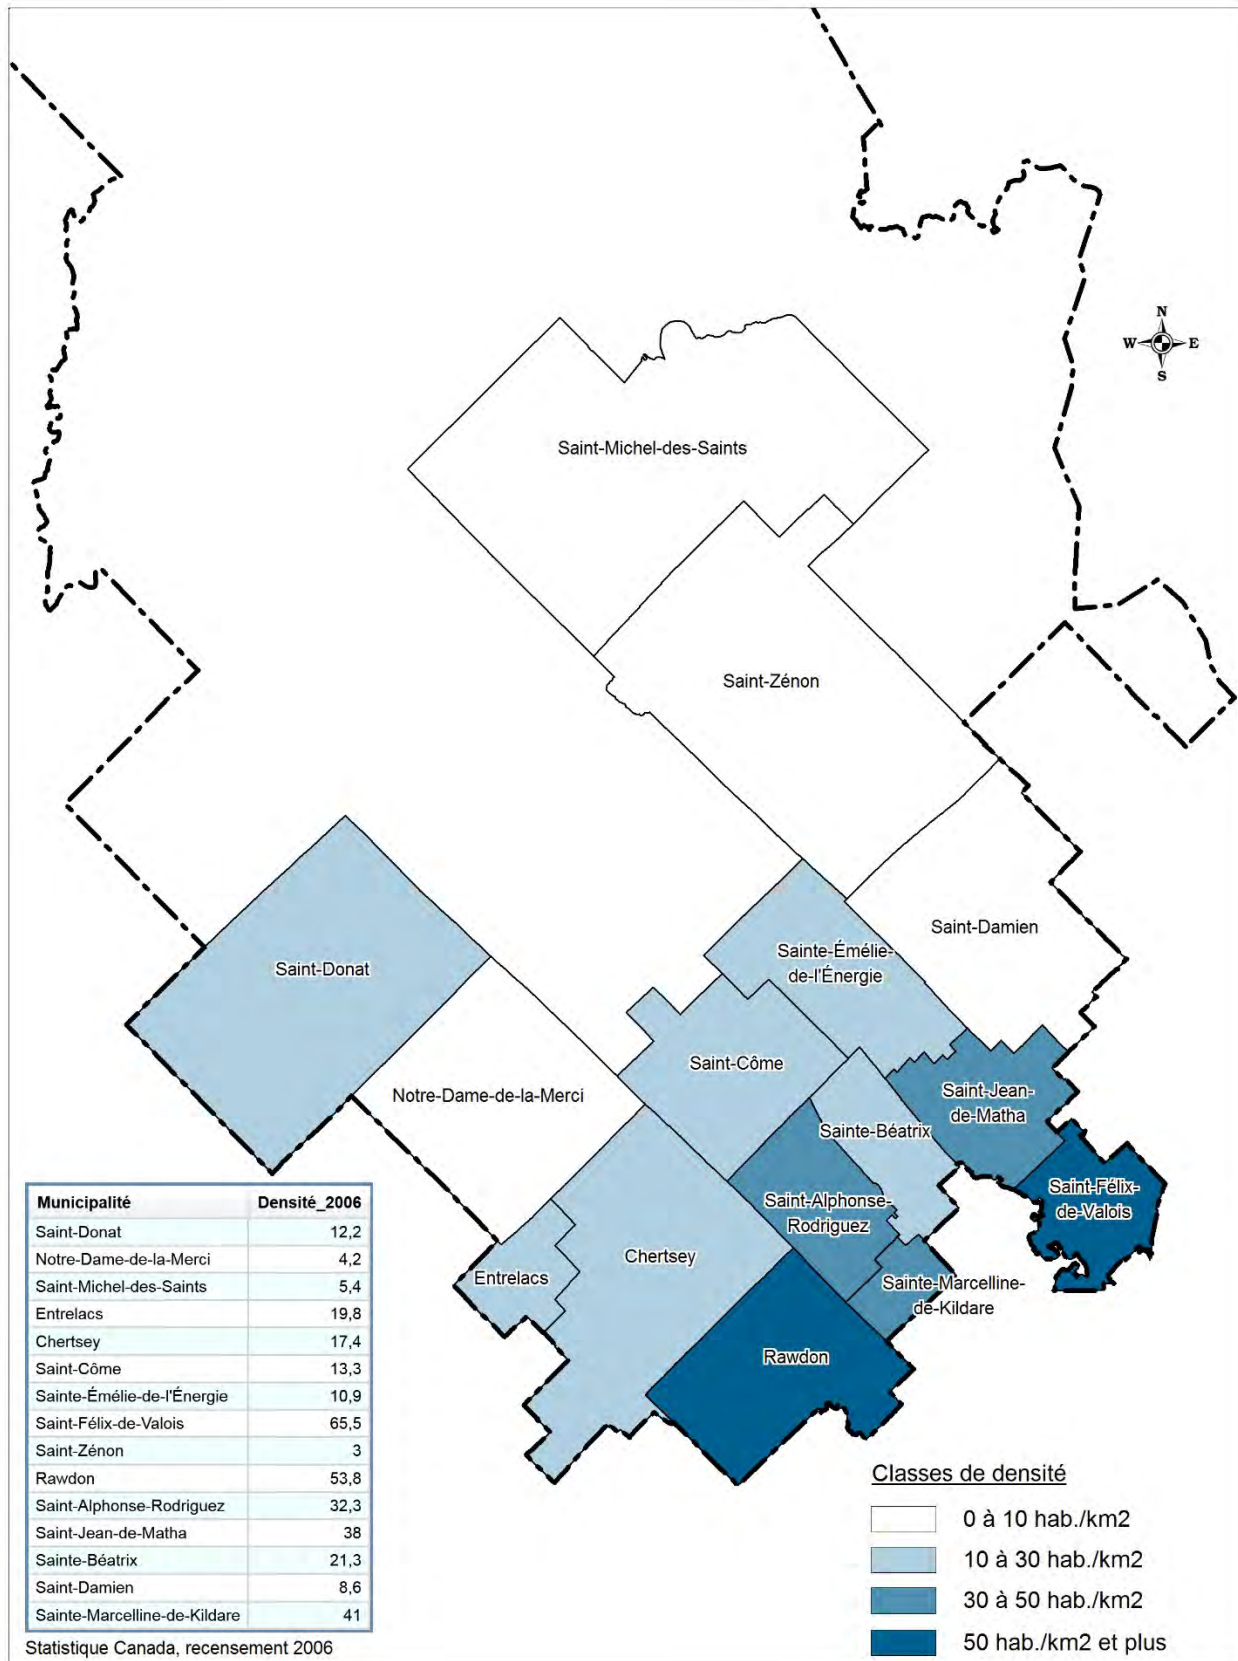 N
W E
S
Saint-Michel-des-Saints
Saint-Zénon
Saint-Damien
Sainte-Émélie-
de-l'Énergie
Saint-Donat
Saint-Côme
Notre-Dame-de-la-Merci
Saint-Jean-
de-Matha
Sainte-Béatrix
Saint-Félix-
de-Valois
Saint-Alphonse-
Rodriguez
Chertsey
Entrelacs
Sainte-Marcelline-
de-Kildare
Rawdon
Municipalité Densité_2006
Saint-Donat 12,2
Notre-Dame-de-la-Merci 4,2
Saint-Michel-des-Saints 5,4
Entrelacs 19,8
Chertsey 17,4
Saint-Côme 13,3
Sainte-Émélie-de-l'Énergie 10,9
Saint-Félix-de-Valois 65,5
Saint-Zénon 3
Rawdon 53,8
Saint-Alphonse-Rodriguez 32,3
Saint-Jean-de-Matha 38
Sainte-Béatrix 21,3
Saint-Damien 8,6
Sainte-Marcelline-de-Kildare 41
Statistique Canada, recensement 2006
Classes de densité
0 à 10 hab./km2
10 à 30 hab./km2
30 à 50 hab./km2
50 hab./km2 et plus